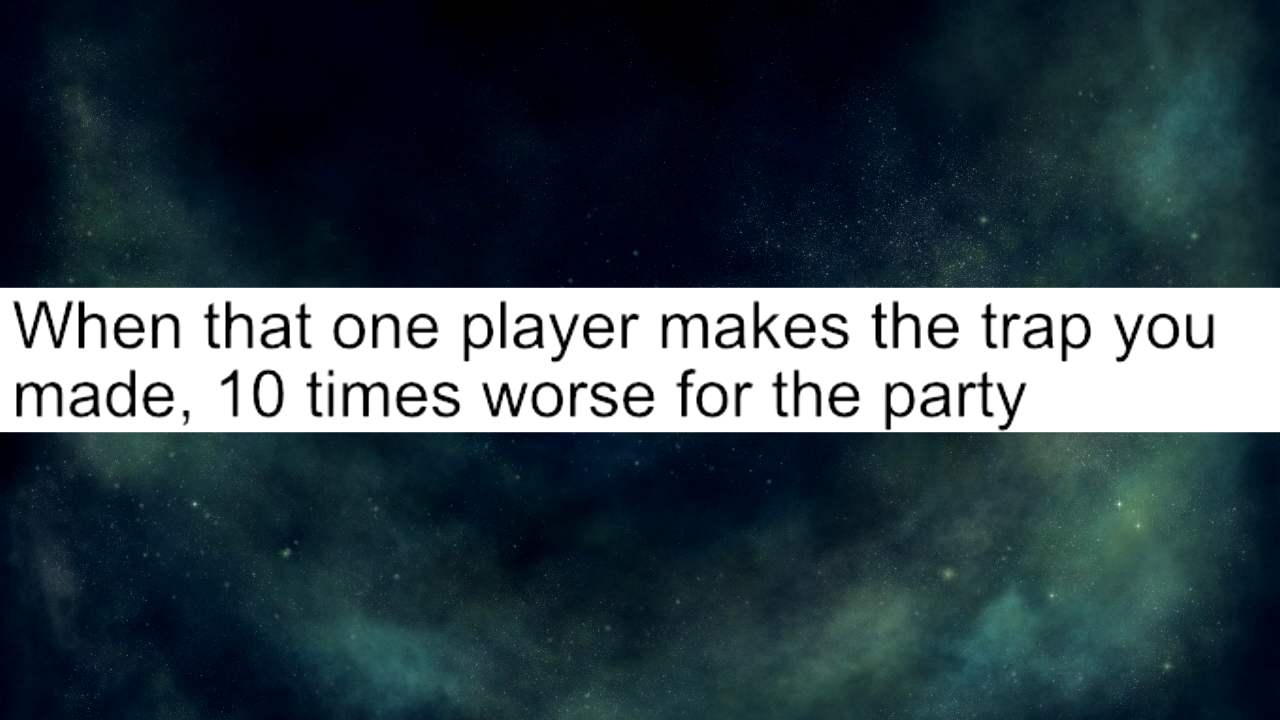 When that one player makes the trap you
made, 10 times worse for the party